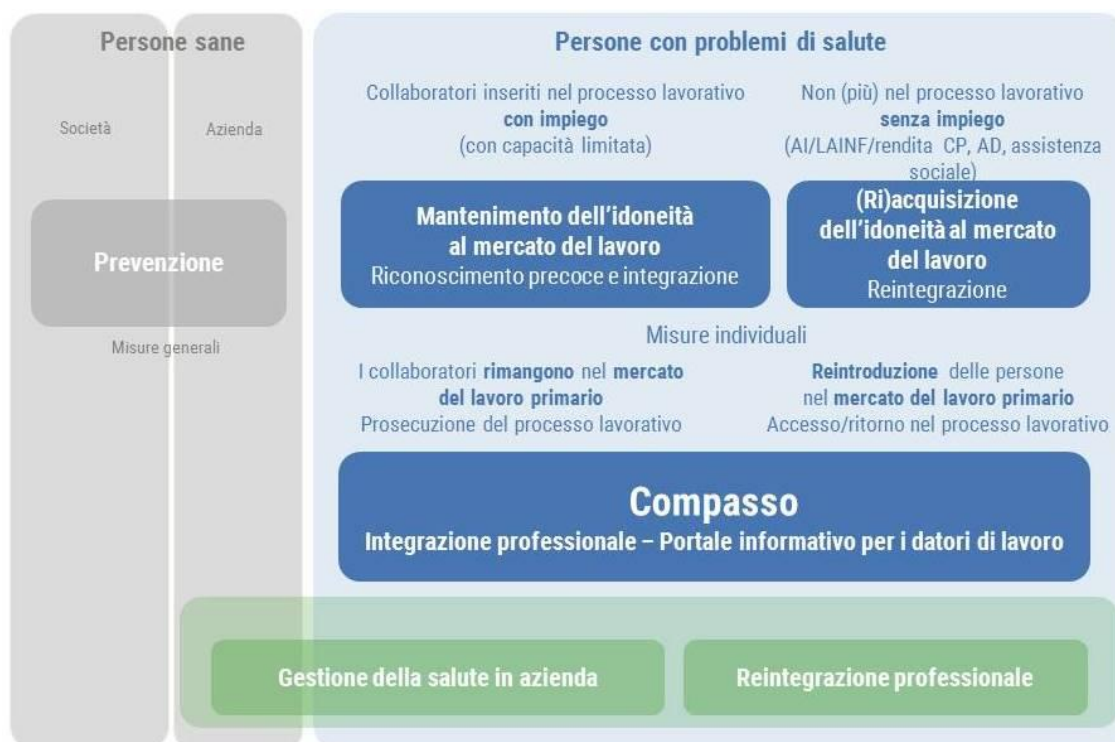 Persone sane
Società
Azienda
Prevenzione
Misure generali
Persone con problemi di salute
Collaboratori inseriti nel processo lavorativo
con impiego
(con capacità limitata)
Non (più) nel processo lavorativo
senza impiego
(AI/LAINF/rendita CP, AD, assistenza
sociale)
Mantenimento dell'idoneità
al mercato del lavoro
Riconoscimento precoce e integrazione
(Ri)acquisizione
dell'idoneità al mercato
del lavoro
Reintegrazione
Misure individuali
I collaboratori rimangono nel mercato
del lavoro primario
Prosecuzione del processo lavorativo
Reintroduzione delle persone
nel mercato del lavoro primario
Accesso/ritorno nel processo lavorativo
Compasso
Integrazione professionale – Portale informativo per i datori di lavoro
Gestione della salute in azienda
Reintegrazione professionale